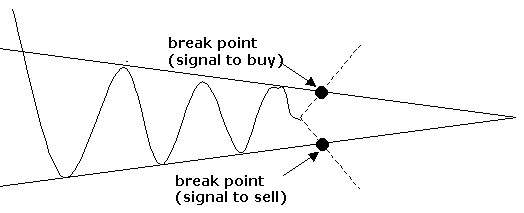 break point
(signal to buy)
break point
(signal to sell)